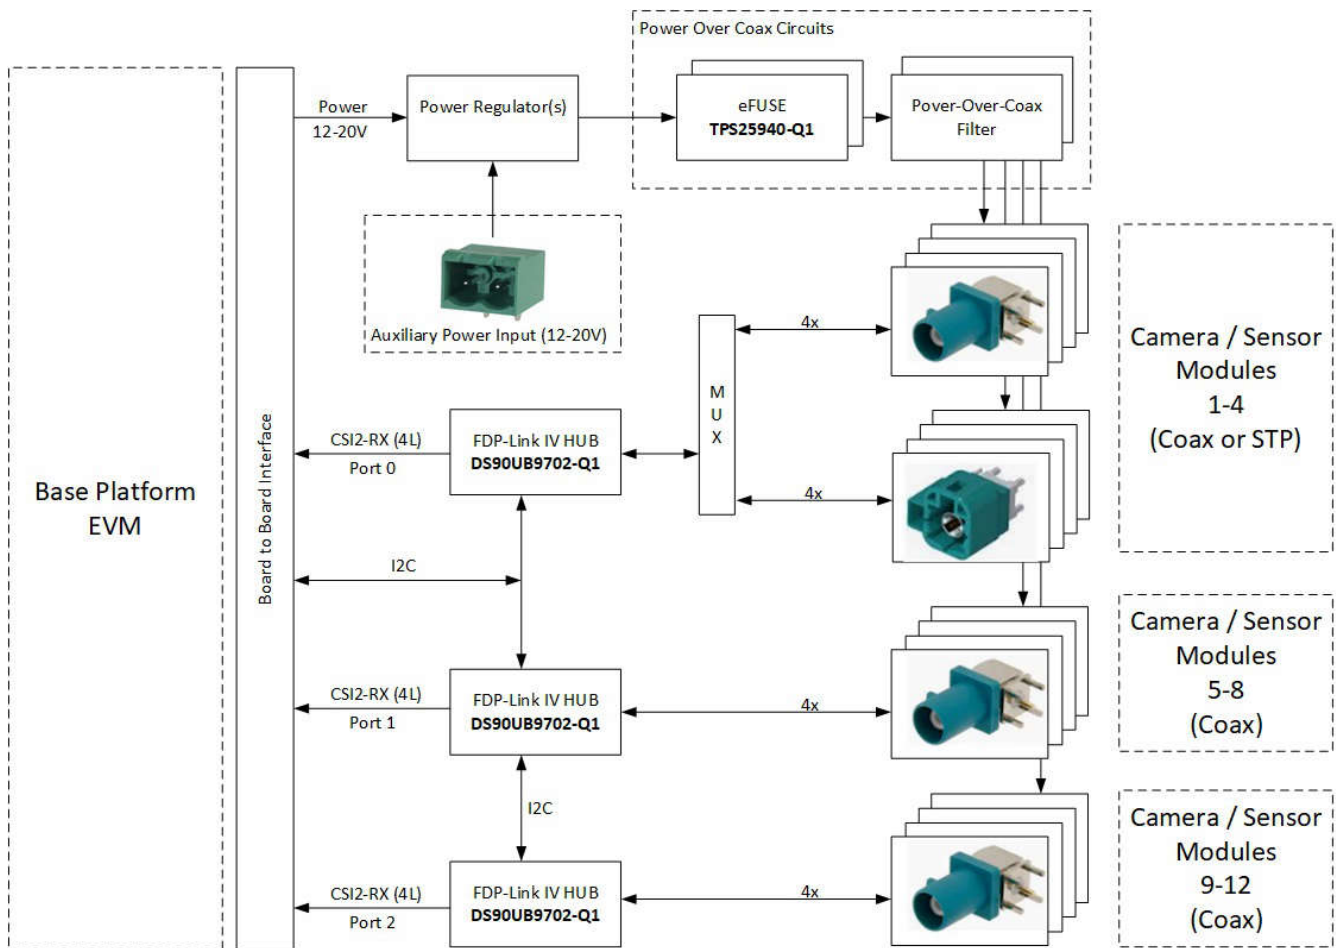 Power Over Coax Circuits
Power
12-20V
Power Regulator(s)
eFUSE
TPS25940-Q1
Pover-Over-Coax
Filter
Auxiliary Power Input (12-20V)
4x
Camera / Sensor
Modules
1-4
(Coax or STP)
M
U
X
Base Platform
EVM
Board to Board Interface
CSI2-RX (4L)
Port 0
FDP-Link IV HUB
DS90UB9702-Q1
4x
I2C
CSI2-RX (4L)
Port 1
FDP-Link IV HUB
DS90UB9702-Q1
4x
Camera / Sensor
Modules
5-8
(Coax)
I2C
CSI2-RX (4L)
Port 2
FDP-Link IV HUB
DS90UB9702-Q1
4x
Camera / Sensor
Modules
9-12
(Coax)